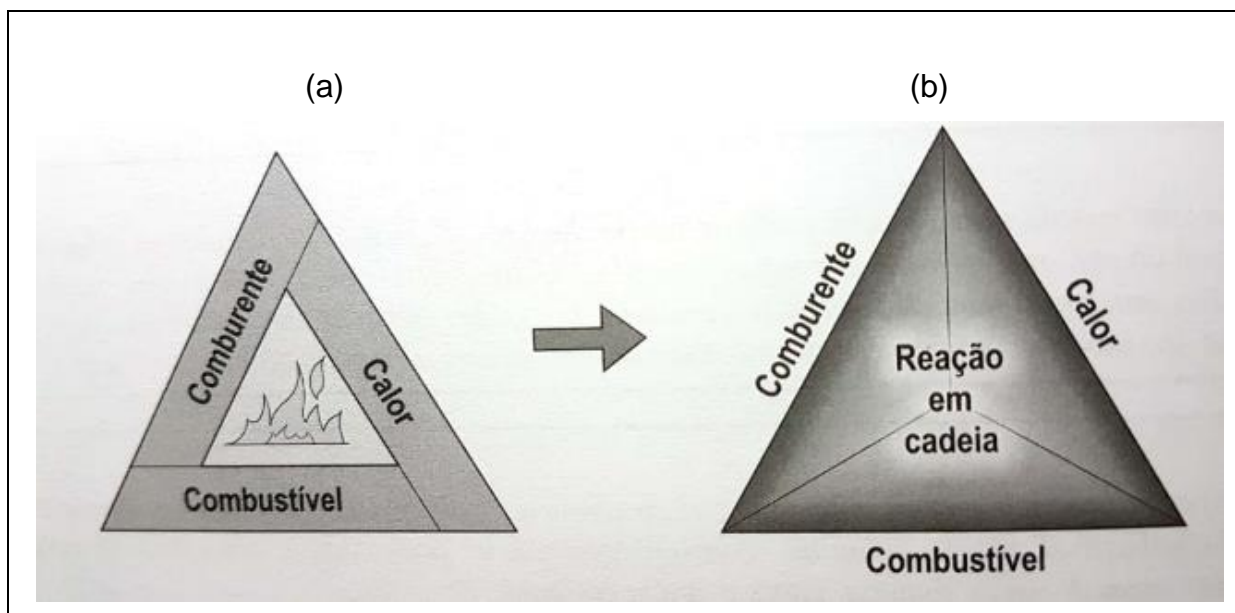 (a)
(b)
Comburente
Calor
Combustível
Comburente
Calor
Reação
em
cadeia
Combustível